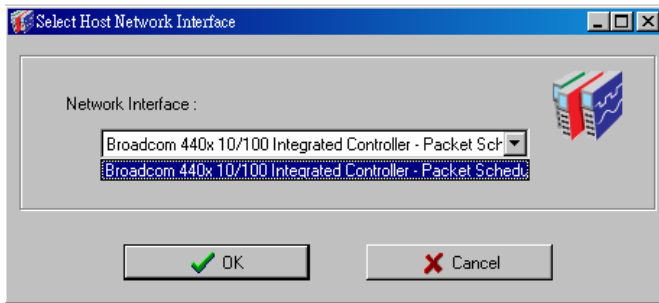 Select Host Network Interface
Network Interface :
Broadcom 440x 10/100 Integrated Controller - Packet Sch
Broadcom 440x 10/100 Integrated Controller - Packet Schedu
OK
Cancel